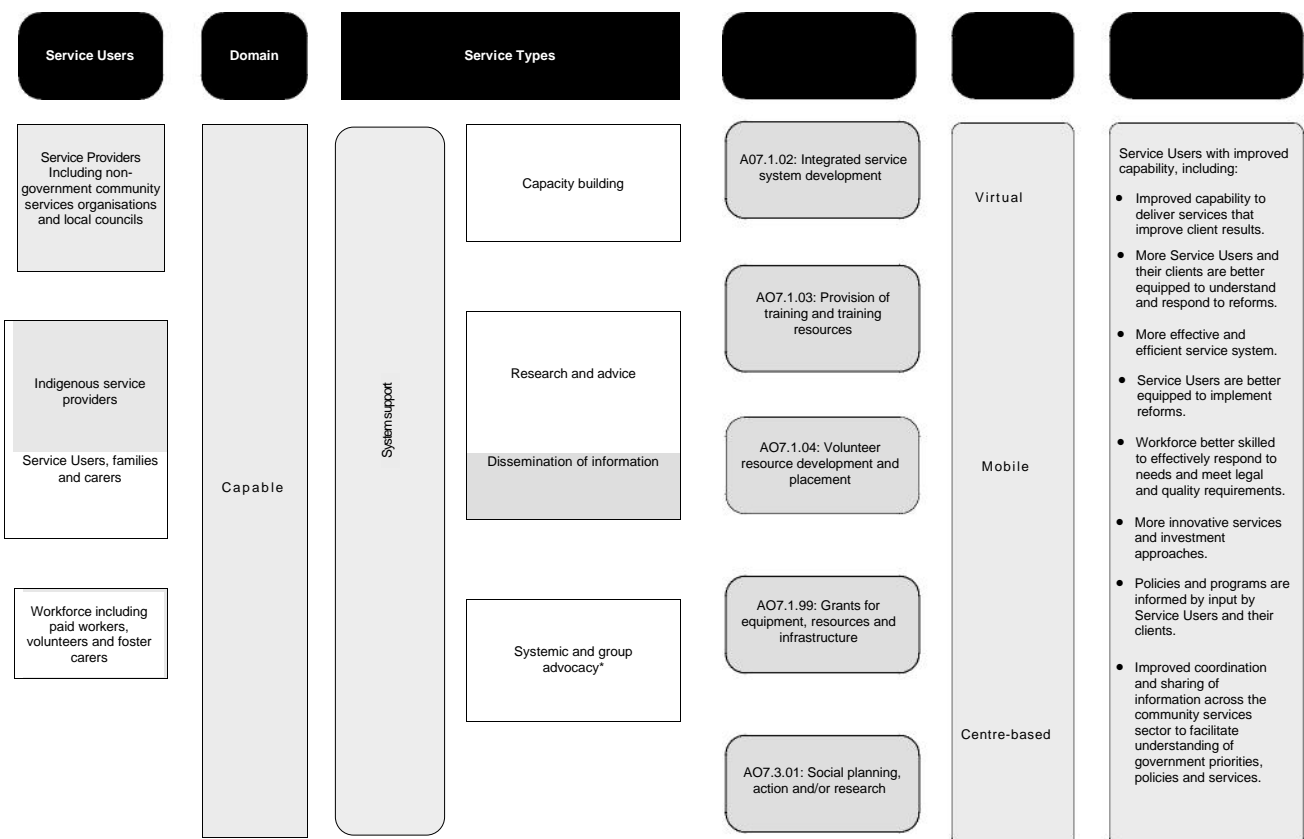 Service Users
Domain
Service Types
Service Providers
Including non-
government community
services organisations
and local councils
Indigenous service
providers
Service Users, families
and carers
Workforce including
paid workers,
volunteers and foster
carers
Capable
System support
Capacity building
Research and advice
Dissemination of information
Systemic and group
advocacy*
A07.1.02: Integrated service
system development
AO7.1.03: Provision of
training and training
resources
AO7.1.04: Volunteer
resource development and
placement
AO7.1.99: Grants for
equipment, resources and
infrastructure
AO7.3.01: Social planning,
action and/or research
Virtual
Mobile
Centre-based
Service Users with improved
capability, including:
• Improved capability to
deliver services that
improve client results.
• More Service Users and
their clients are better
equipped to understand
and respond to reforms.
• More effective and
efficient service system.
• Service Users are better
equipped to implement
reforms.
• Workforce better skilled
to effectively respond to
needs and meet legal
and quality requirements.
• More innovative services
and investment
approaches.
• Policies and programs are
informed by input by
Service Users and their
clients.
• Improved coordination
and sharing of
information across the
community services
sector to facilitate
understanding of
government priorities,
policies and services.